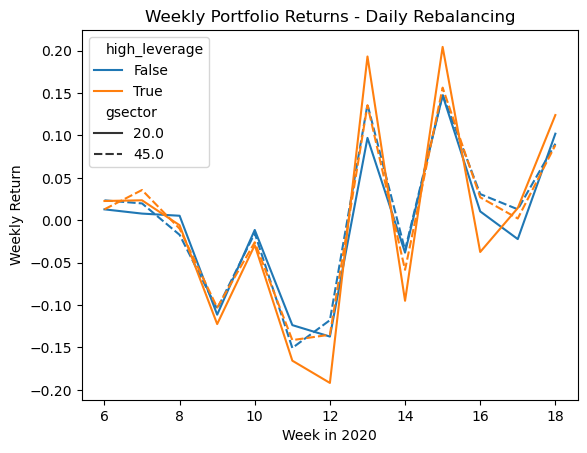 Weekly Portfolio Returns - Daily Rebalancing
high_leverage
False
True
gsector
20.0
45.0
Weekly Return
0.20
0.15
0.10
0.05
0.00
−0.05
−0.10
−0.15
−0.20
6 8 10 12 14 16 18
Week in 2020